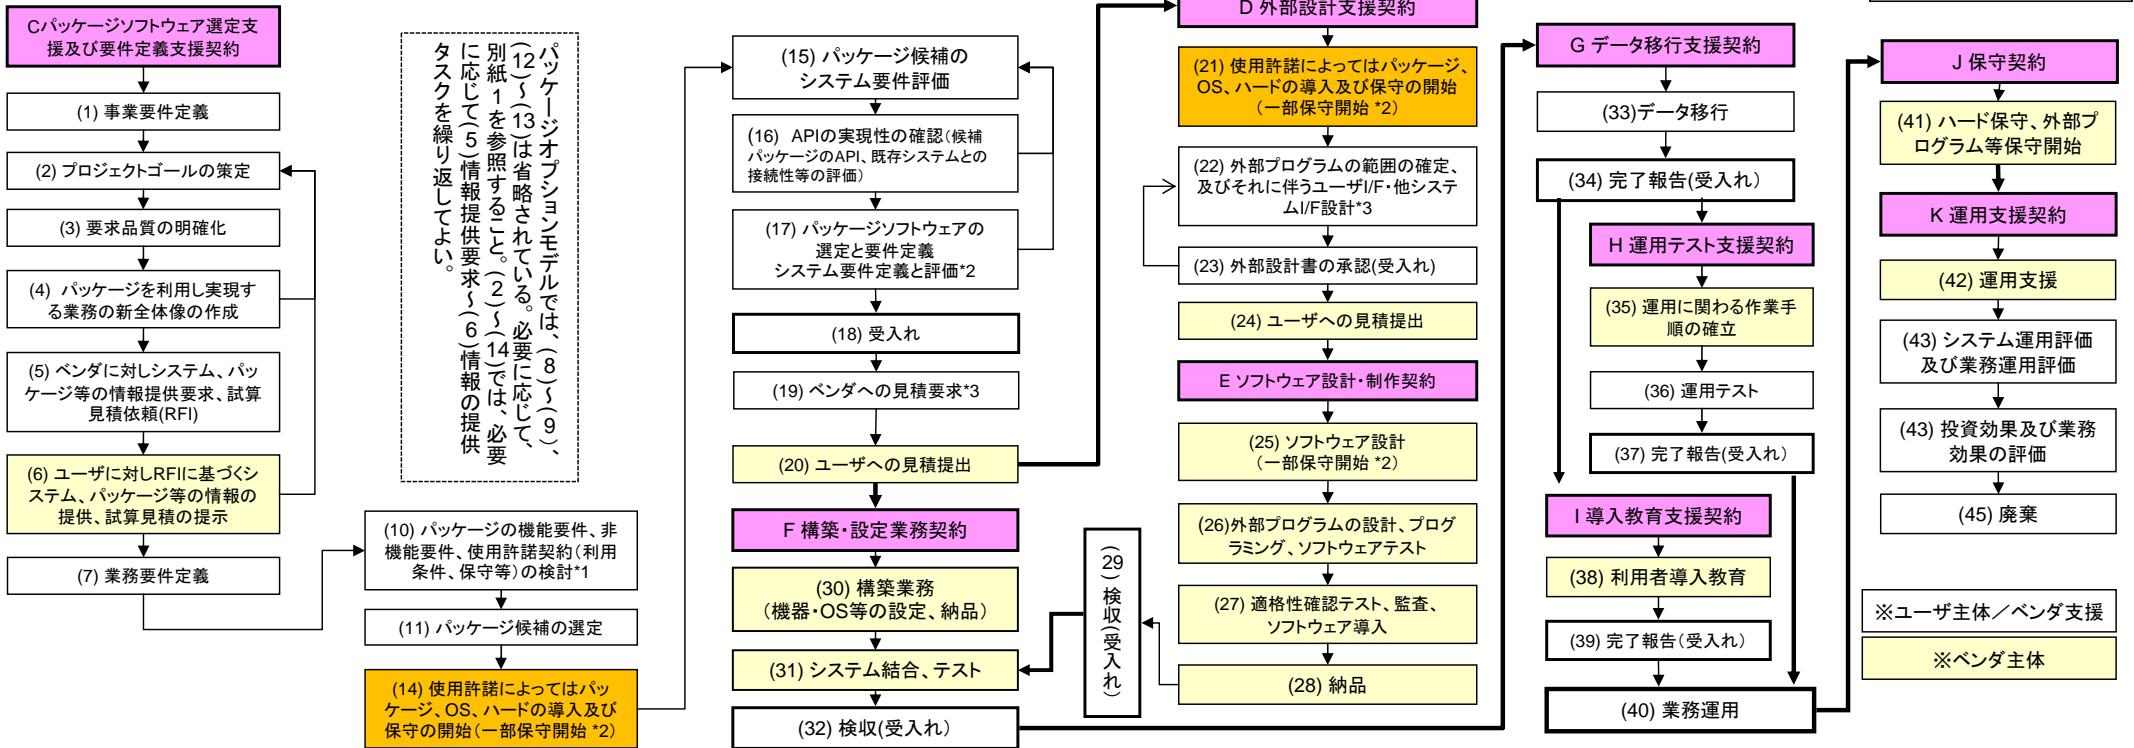 Cパッケージソフトウェア選定支
援及び要件定義支援契約
(1) 事業要件定義
(2) プロジェクトゴールの策定
(3) 要求品質の明確化
(4) パッケージを利用し実現す
る業務の新全体像の作成
(5) ベンダに対しシステム、パッ
ケージ等の情報提供要求、試算
見積依頼(RFI)
(6) ユーザに対しRFIに基づくシ
ステム、パッケージ等の情報の
提供、試算見積の提示
(7) 業務要件定義
パッケージオプションモデルでは、(8)～(9)、
(12)～(13)は省略されている。必要に応じて、
別紙1を参照すること。(2)～(14)では、必要
に応じて(5)情報提供要求～(6)情報の提供
タスクを繰り返してよい。
(10) パッケージの機能要件、非
機能要件、使用許諾契約(利用
条件、保守等)の検討*1
(11) パッケージ候補の選定
(14) 使用許諾によってはパッ
ケージ、OS、ハードの導入及び
保守の開始(一部保守開始 *2)
(15) パッケージ候補の
システム要件評価
(16) APIの実現性の確認(候補
パッケージのAPI、既存システムとの
接続性等の評価)
(17) パッケージソフトウェアの
選定と要件定義
システム要件定義と評価*2
(18) 受入れ
(19) ベンダへの見積要求*3
(20) ユーザへの見積提出
F 構築・設定業務契約
(30) 構築業務
(機器・OS等の設定、納品)
(31) システム結合、テスト
(32) 検収(受入れ)
(29) 検収(受入れ)
D 外部設計支援契約
(21) 使用許諾によってはパッケージ、
OS、ハードの導入及び保守の開始
(一部保守開始 *2)
(22) 外部プログラムの範囲の確定、
及びそれに伴うユーザI/F・他システ
ムI/F設計*3
(23) 外部設計書の承認(受入れ)
(24) ユーザへの見積提出
E ソフトウェア設計・制作契約
(25) ソフトウェア設計
(一部保守開始 *2)
(26)外部プログラムの設計、プログ
ラミング、ソフトウェアテスト
(27) 適格性確認テスト、監査、
ソフトウェア導入
(28) 納品
G データ移行支援契約
(33)データ移行
(34) 完了報告(受入れ)
H 運用テスト支援契約
(35) 運用に関わる作業手
順の確立
(36) 運用テスト
(37) 完了報告(受入れ)
I 導入教育支援契約
(38) 利用者導入教育
(39) 完了報告(受入れ)
(40) 業務運用
J 保守契約
(41) ハード保守、外部プ
ログラム等保守開始
K 運用支援契約
(42) 運用支援
(43) システム運用評価
及び業務運用評価
(43) 投資効果及び業務
効果の評価
(45) 廃棄
※ユーザ主体／ベンダ支援
※ベンダ主体